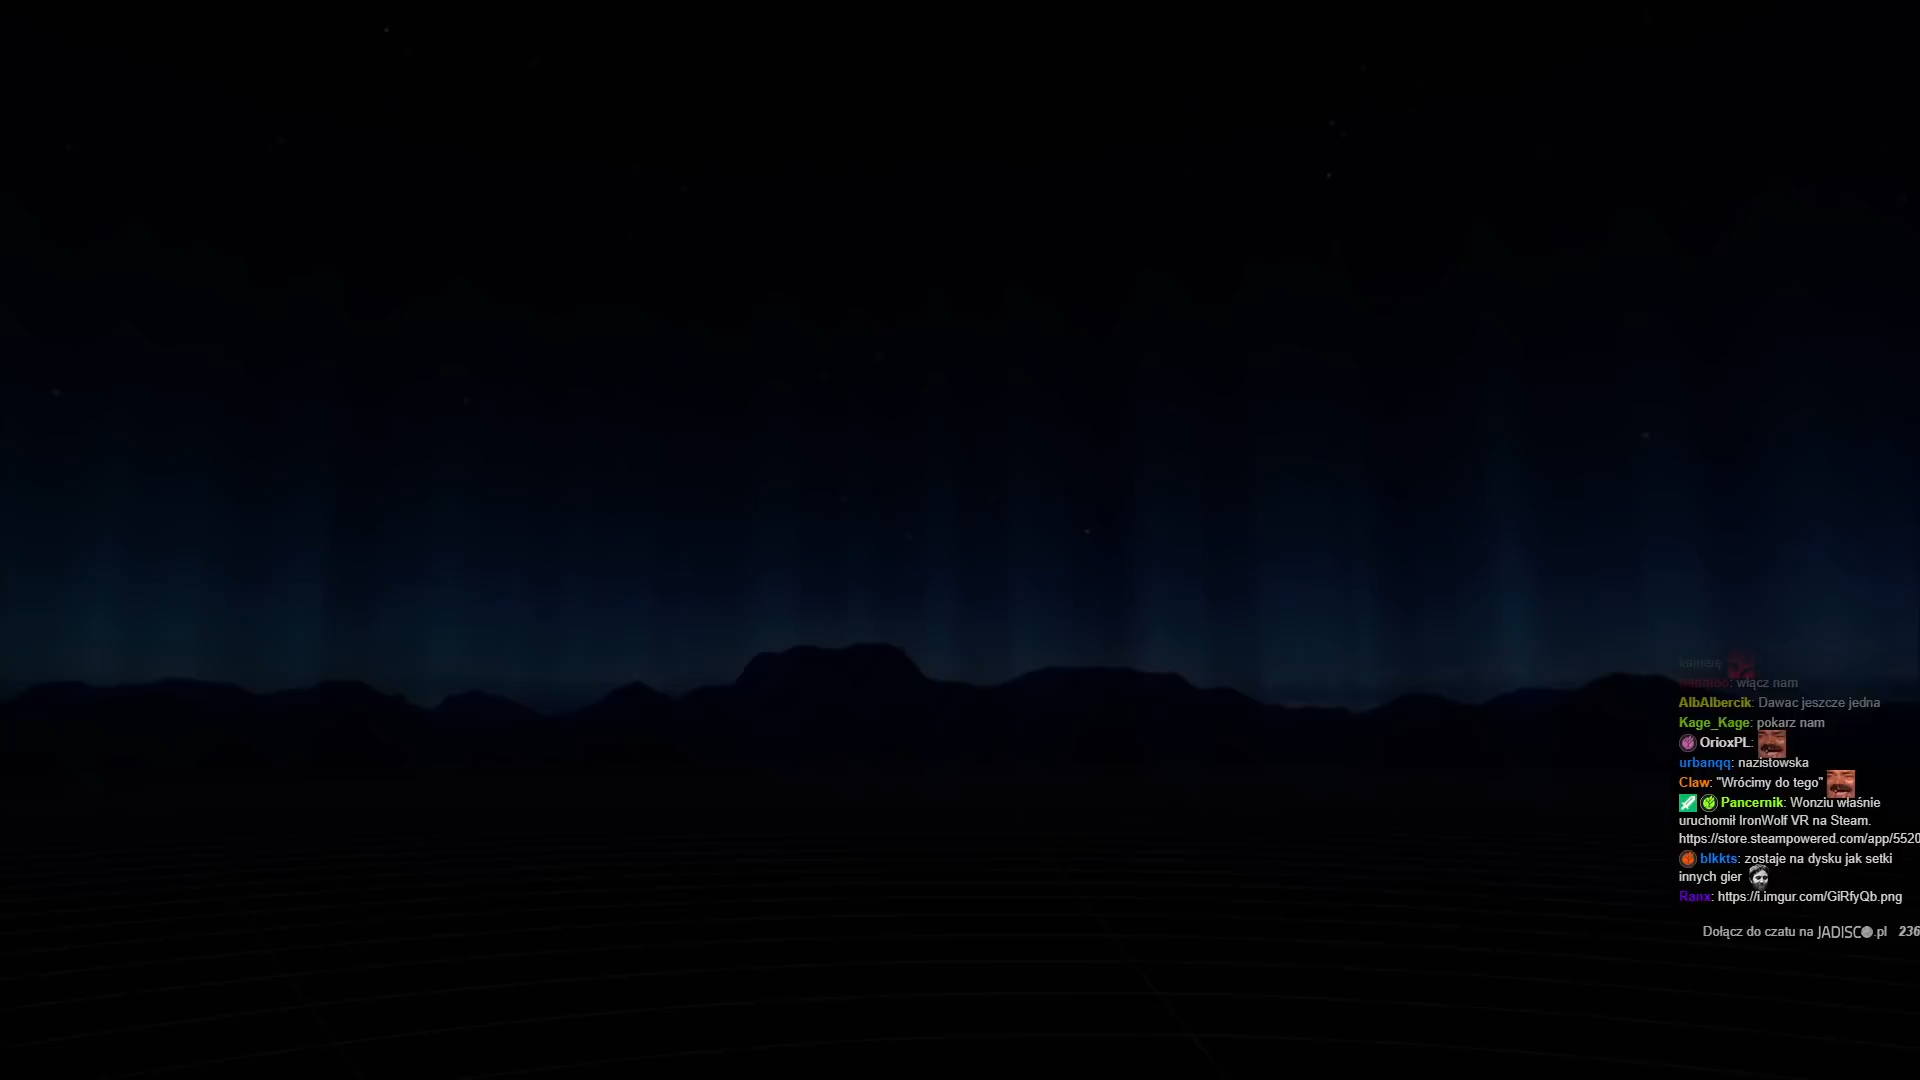 kamerę
włącz nam
AlbAlbercik: Dawac jeszcze jedna
Kage_Kage: pokarz nam
OrioxPL:
urbanqq: nazistowska
Claw: "Wrócimy do tego"
Pancernik: Wonziu właśnie
uruchomił IronWolf VR na Steam.
https://store.steampowered.com/app/5520
blkkts: zostaje na dysku jak setki
innych gier
Ranx: https://i.imgur.com/GiRfyQb.png
Dołącz do czatu na JADISCO.pl 236